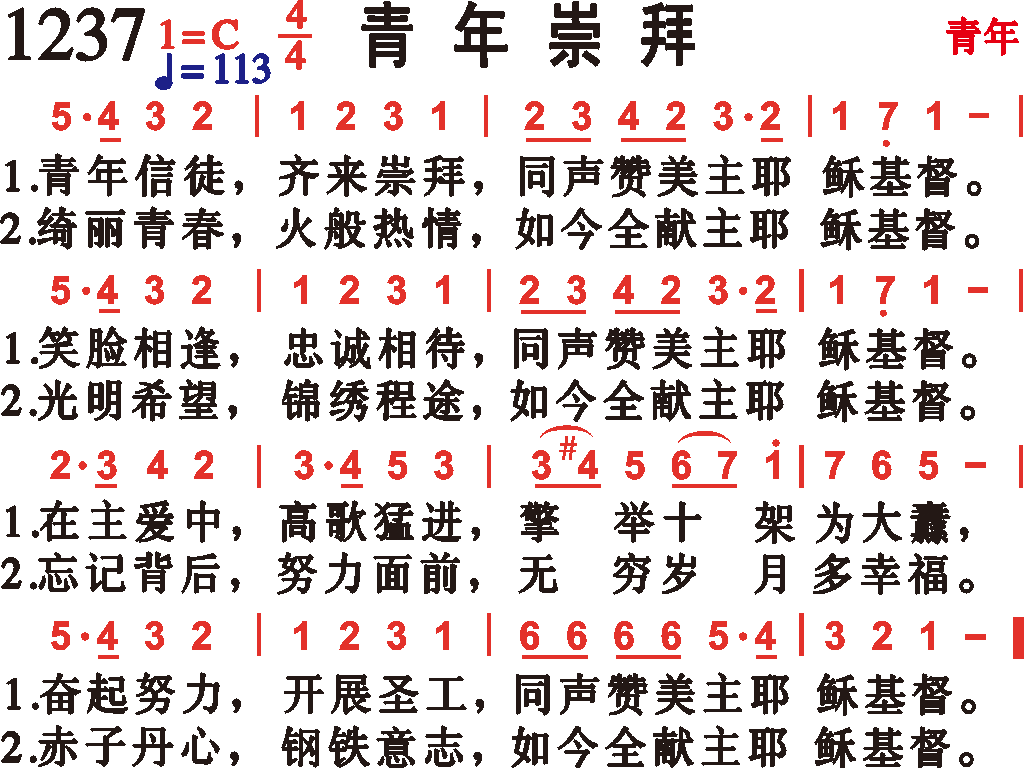 1237 1=C 4/4 青年崇拜 青年
♩=113
5·4 3 2 | 1 2 3 1 | 2 3 4 2 3·2 | 1 7 1 - |
1.青年信徒，齐来崇拜，同声赞美主耶 稣基督。
2.绮丽青春，火般热情，如今全献主耶 稣基督。
5·4 3 2 | 1 2 3 1 | 2 3 4 2 3·2 | 1 7 1 - |
1.笑脸相逢，忠诚相待，同声赞美主耶 稣基督。
2.光明希望，锦绣程途，如今全献主耶 稣基督。
2·3 4 2 | 3·4 5 3 | 3 #4 5 6 7 1 | 7 6 5 - |
1.在主爱中，高歌猛进，擎 举十 架为大纛，
2.忘记背后，努力面前，无 穷岁 月多幸福。
5·4 3 2 | 1 2 3 1 | 6 6 6 6 5·4 | 3 2 1 -
1.奋起努力，开展圣工，同声赞美主耶 稣基督。
2.赤子丹心，钢铁意志，如今全献主耶 稣基督。